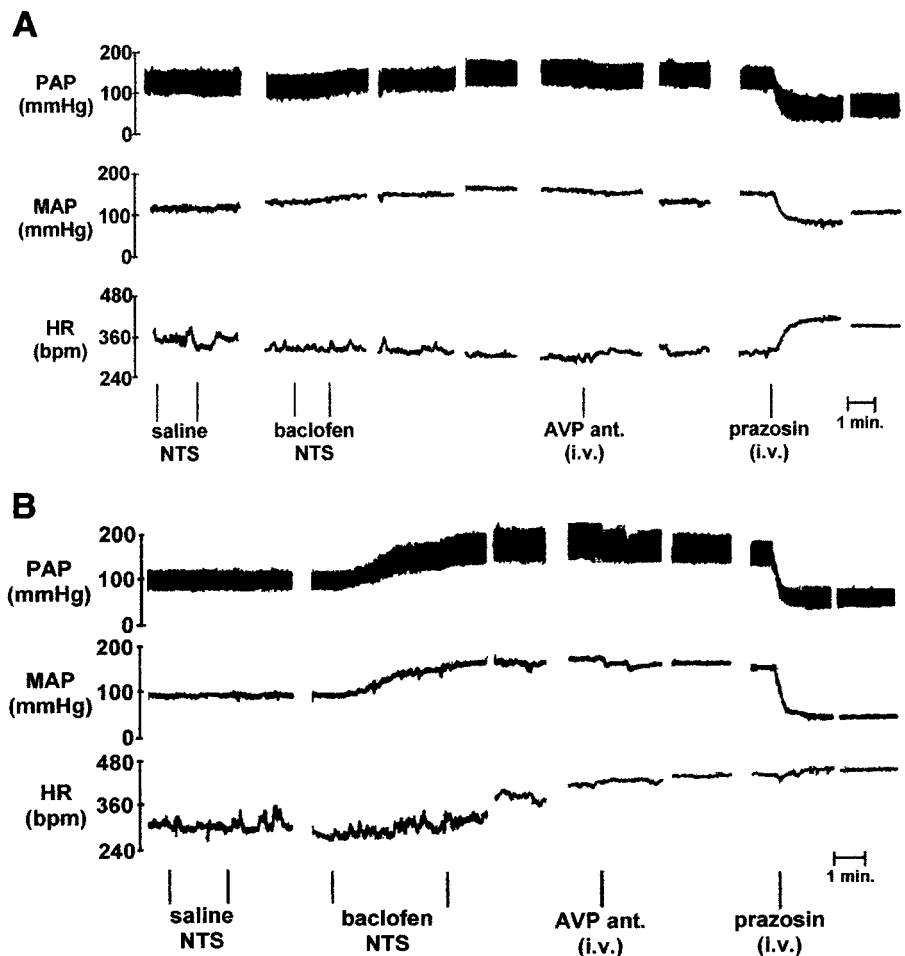 A
PAP
(mmHg)
200
100
0
MAP
(mmHg)
200
100
0
HR
(bpm)
480
360
240
saline
NTS
baclofen
NTS
AVP ant.
(i.v.)
prazosin
(i.v.)
1 min.
B
PAP
(mmHg)
200
100
0
MAP
(mmHg)
200
100
0
HR
(bpm)
480
360
240
saline
NTS
baclofen
NTS
AVP ant.
(i.v.)
prazosin
(i.v.)
1 min.